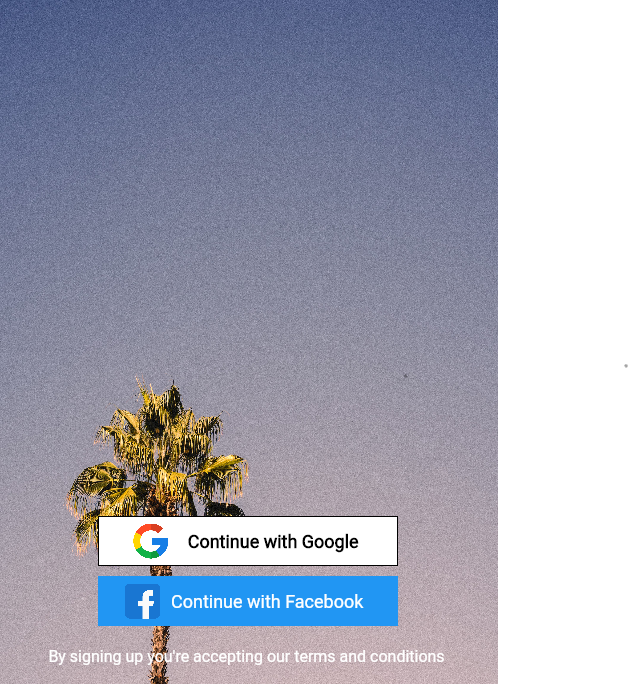 Continue with Google
Continue with Facebook
By signing up you're accepting our terms and conditions